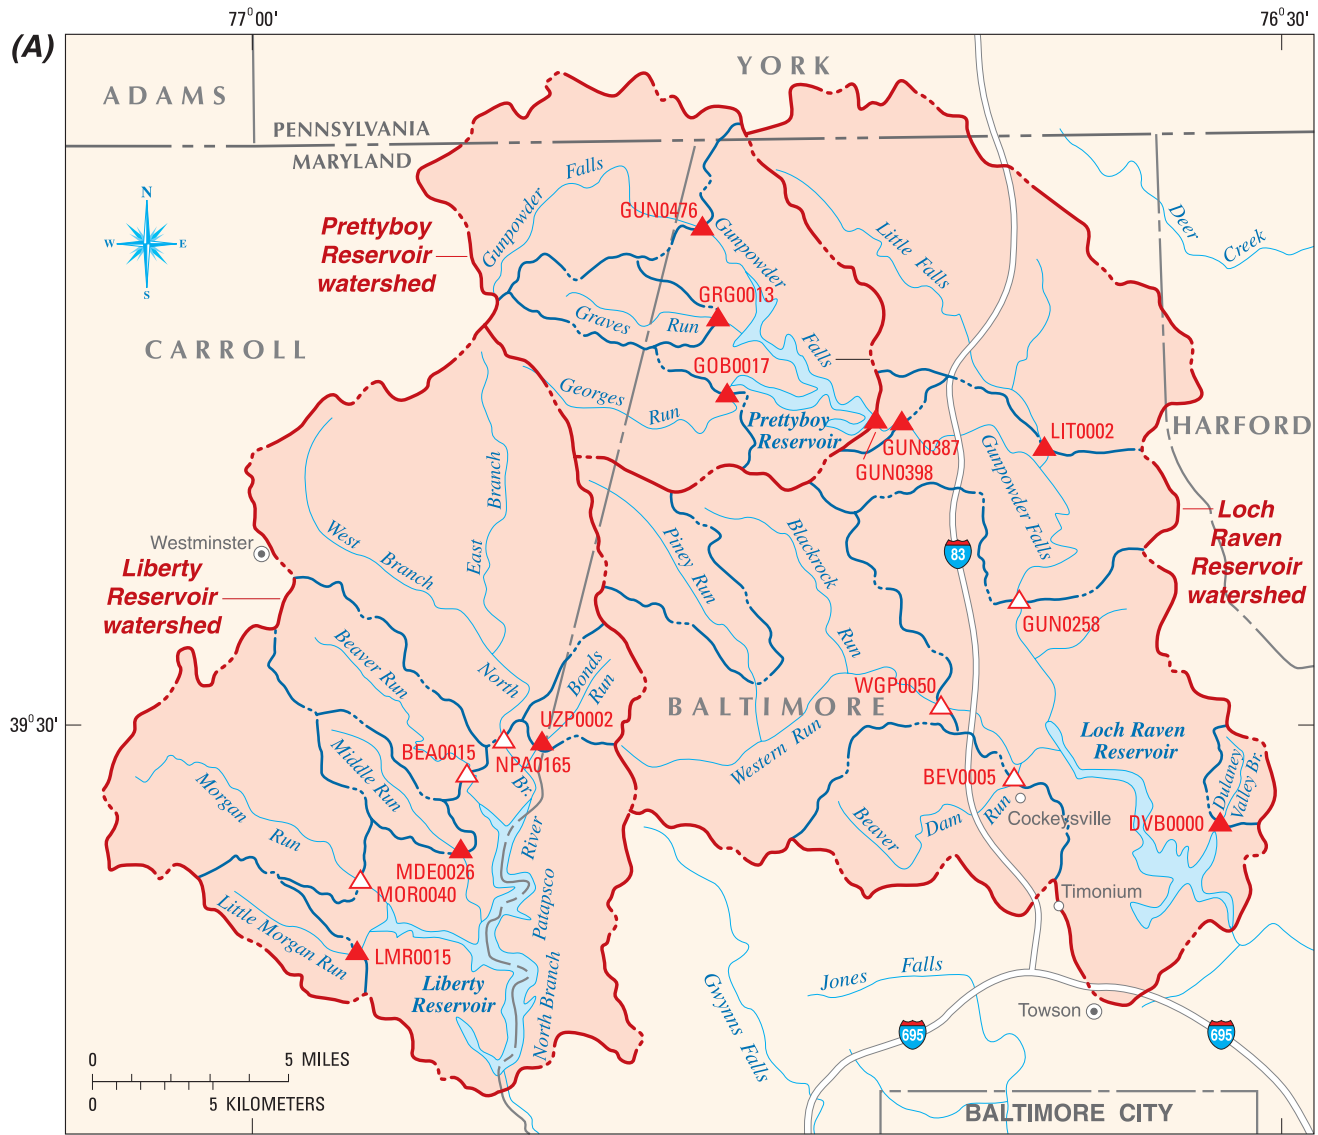 77°00'
76°30'
(A)
YORK
ADAMS
PENNSYLVANIA
MARYLAND
N
W
E
S
Gunpowder
Falls
GUN0476
Prettyboy
Reservoir
watershed
Gunpowder
Falls
Little Falls
Deer
Creek
GRG0013
Graves
Run
CARROLL
GOB0017
Georges
Run
Prettyboy
Reservoir
GUN0387
GUN0398
LIT0002
HARFORD
Gunpowder Falls
Loch
Raven
Reservoir
watershed
West
Branch
East
Branch
Westminster
Liberty
Reservoir
watershed
Piney Run
Blackrock
Run
83
GUN0258
Beaver Run
North
Bonds
Run
WGP0050
BALTIMORE
39°30'
UZP0002
BEA0015
NPA0165
Br.
Western Run
Loch Raven
Reservoir
BEV0005
Middle Run
Morgan
Run
Beaver
Dam
Run
Cockeysville
DVB0000
Dulaney
Valley Br.
River
Patapsco
MDE0026
MOR0040
Timonium
Little Morgan Run
LMR0015
Liberty
Reservoir
North Branch
Gwynns Falls
Jones
Falls
Towson
695
695
0
5 MILES
0
5 KILOMETERS
BALTIMORE CITY